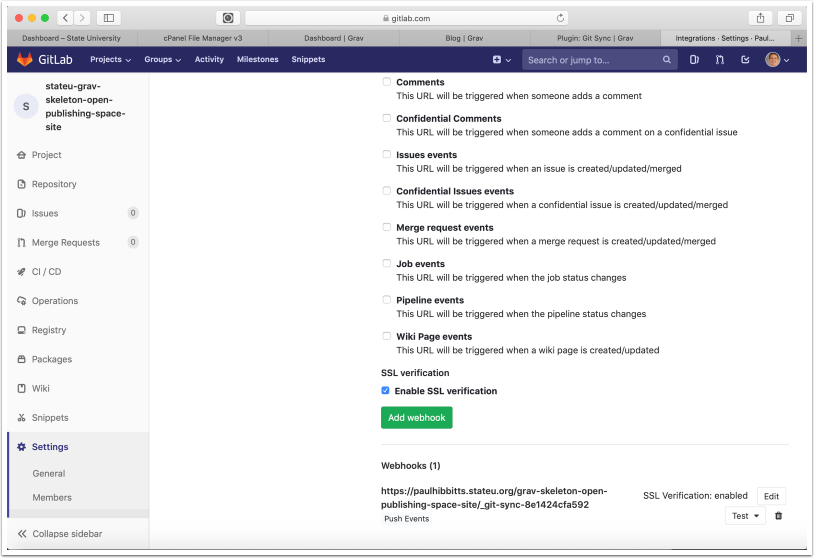 gitlab.com
Dashboard – State University
cPanel File Manager v3
Dashboard | Grav
Blog | Grav
Plugin: Git Sync | Grav
Integrations · Settings · Paul...
GitLab
Projects
Groups
Activity
Milestones
Snippets
Search or jump to...
S
stateu-grav-
skeleton-open-
publishing-space-
site
Project
Repository
Issues 0
Merge Requests 0
CI / CD
Operations
Registry
Packages
Wiki
Snippets
Settings
General
Members
Collapse sidebar
Comments
This URL will be triggered when someone adds a comment
Confidential Comments
This URL will be triggered when someone adds a comment on a confidential issue
Issues events
This URL will be triggered when an issue is created/updated/merged
Confidential Issues events
This URL will be triggered when a confidential issue is created/updated/merged
Merge request events
This URL will be triggered when a merge request is created/updated/merged
Job events
This URL will be triggered when the job status changes
Pipeline events
This URL will be triggered when the pipeline status changes
Wiki Page events
This URL will be triggered when a wiki page is created/updated
SSL verification
Enable SSL verification
Add webhook
Webhooks (1)
https://paulhibbitts.stateu.org/grav-skeleton-open-
publishing-space-site/_git-sync-8e1424cfa592
Push Events
SSL Verification: enabled
Edit
Test